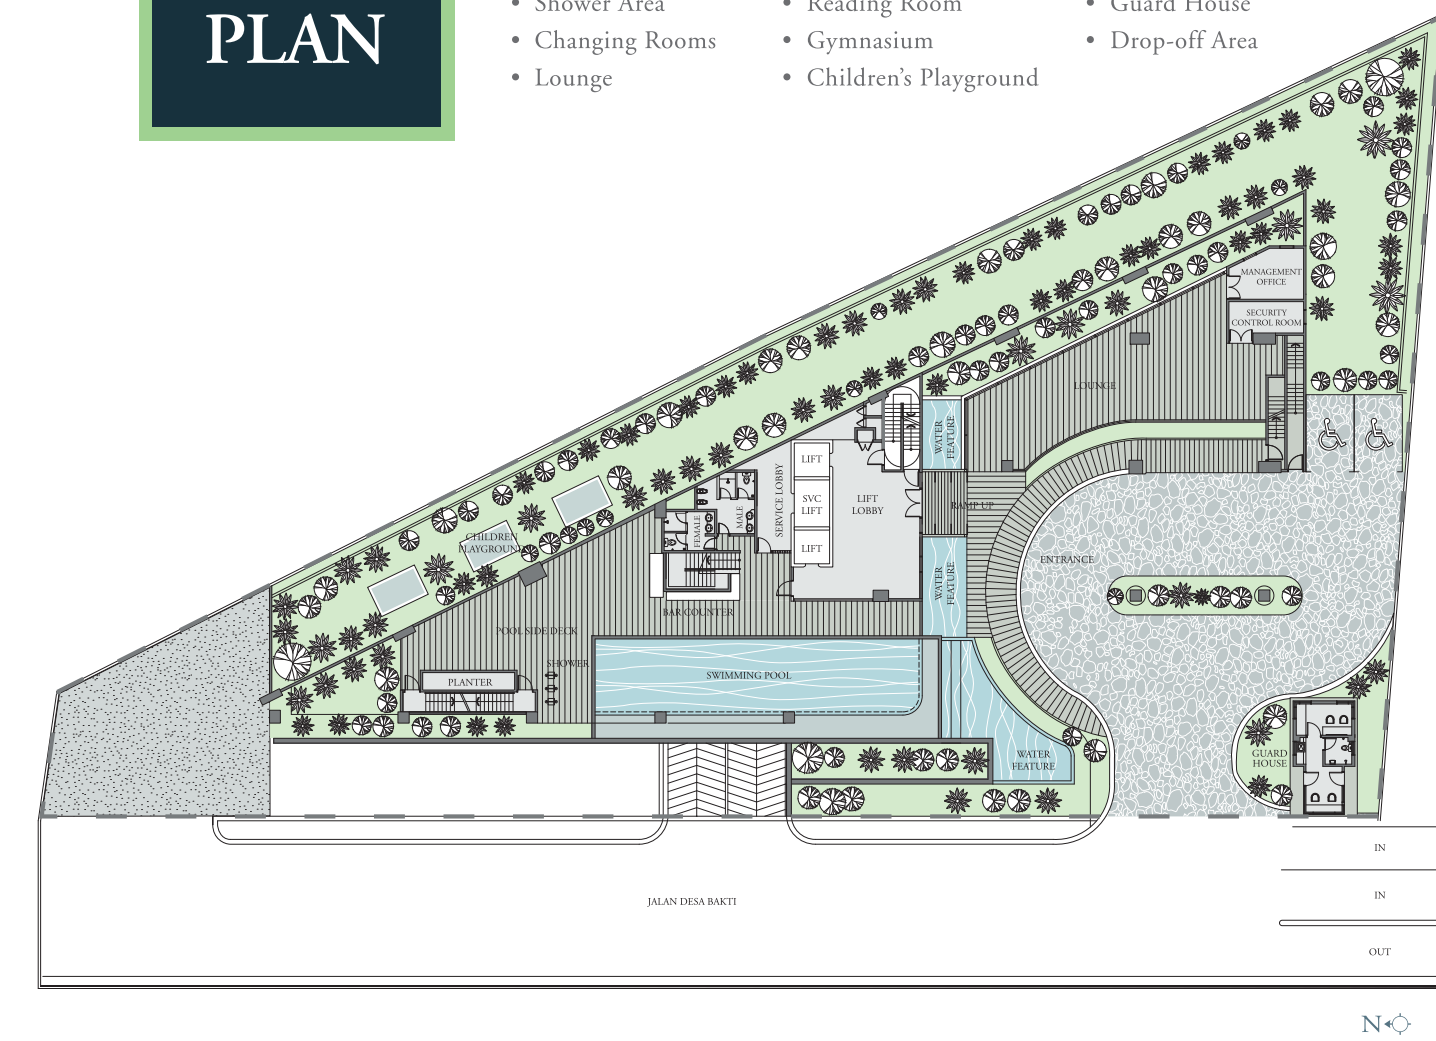 PLAN
• Shower Area
• Changing Rooms
• Lounge
• Reading Room
• Gymnasium
• Children’s Playground
• Guard House
• Drop-off Area
MANAGEMENT
OFFICE
SECURITY
CONTROL ROOM
LOUNGE
WATER
FEATURE
LIFT
SERVICE LOBBY
SVC
LIFT
LIFT
LOBBY
RAMP UP
MALE
FEMALE
LIFT
CHILDREN
PLAYGROUND
ENTRANCE
WATER
FEATURE
BAR COUNTER
POOL SIDE DECK
SHOWER
SWIMMING POOL
PLANTER
WATER
FEATURE
GUARD
HOUSE
IN
JALAN DESA BAKTI
IN
OUT
N